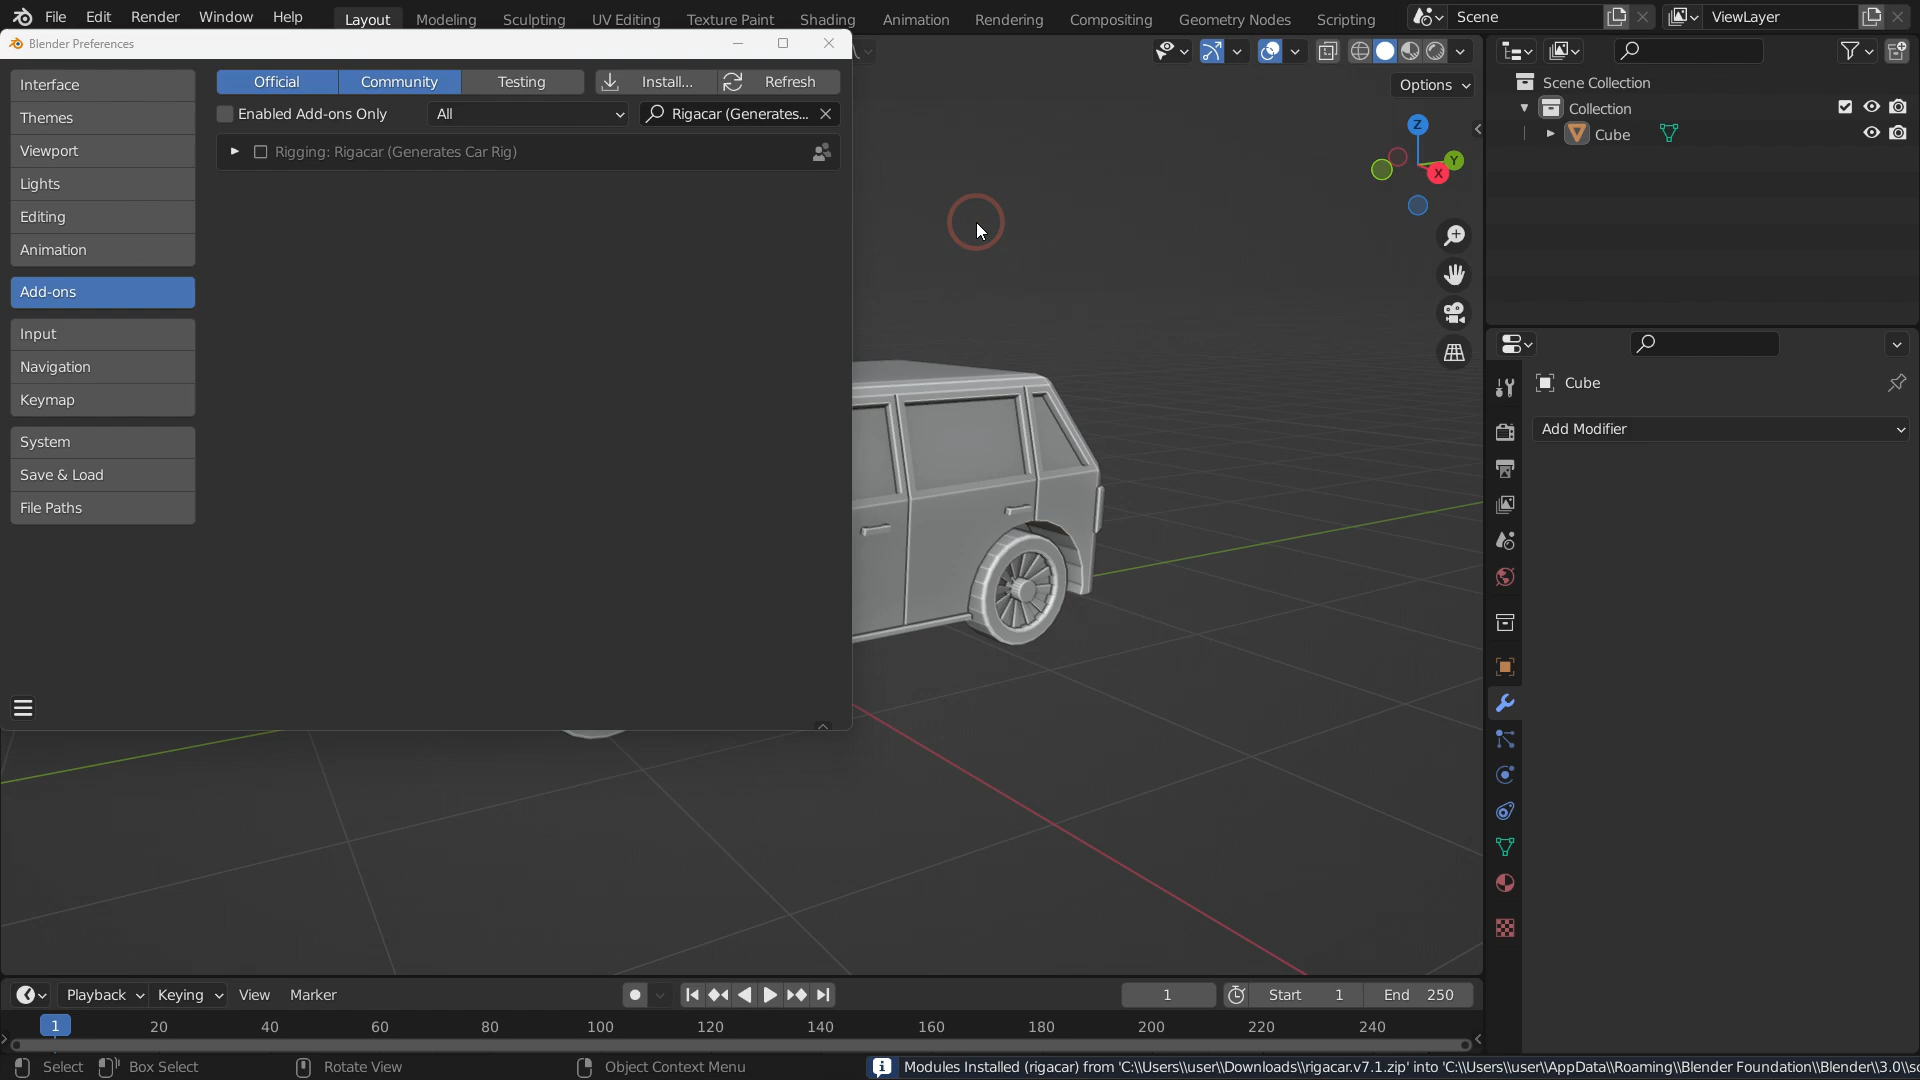 File Edit Render Window Help Layout Modeling Sculpting UV Editing Texture Paint Shading Animation Rendering Compositing Geometry Nodes Scripting Scene ViewLayer
Blender Preferences
Interface
Themes
Viewport
Lights
Editing
Animation
Add-ons
Input
Navigation
Keymap
System
Save & Load
File Paths
Official Community Testing Install... Refresh
Enabled Add-ons Only All Rigacar (Generates...
Rigging: Rigacar (Generates Car Rig)
Options
Z
Y
X
Scene Collection
Collection
Cube
Cube
Add Modifier
Playback Keying View Marker 1 Start 1 End 250
1 20 40 60 80 100 120 140 160 180 200 220 240
Select Box Select Rotate View Object Context Menu Modules Installed (rigacar) from 'C:\\Users\\user\\Downloads\\rigacar.v7.1.zip' into 'C:\\Users\\user\\AppData\\Roaming\\Blender Foundation\\Blender\\3.0\\sc